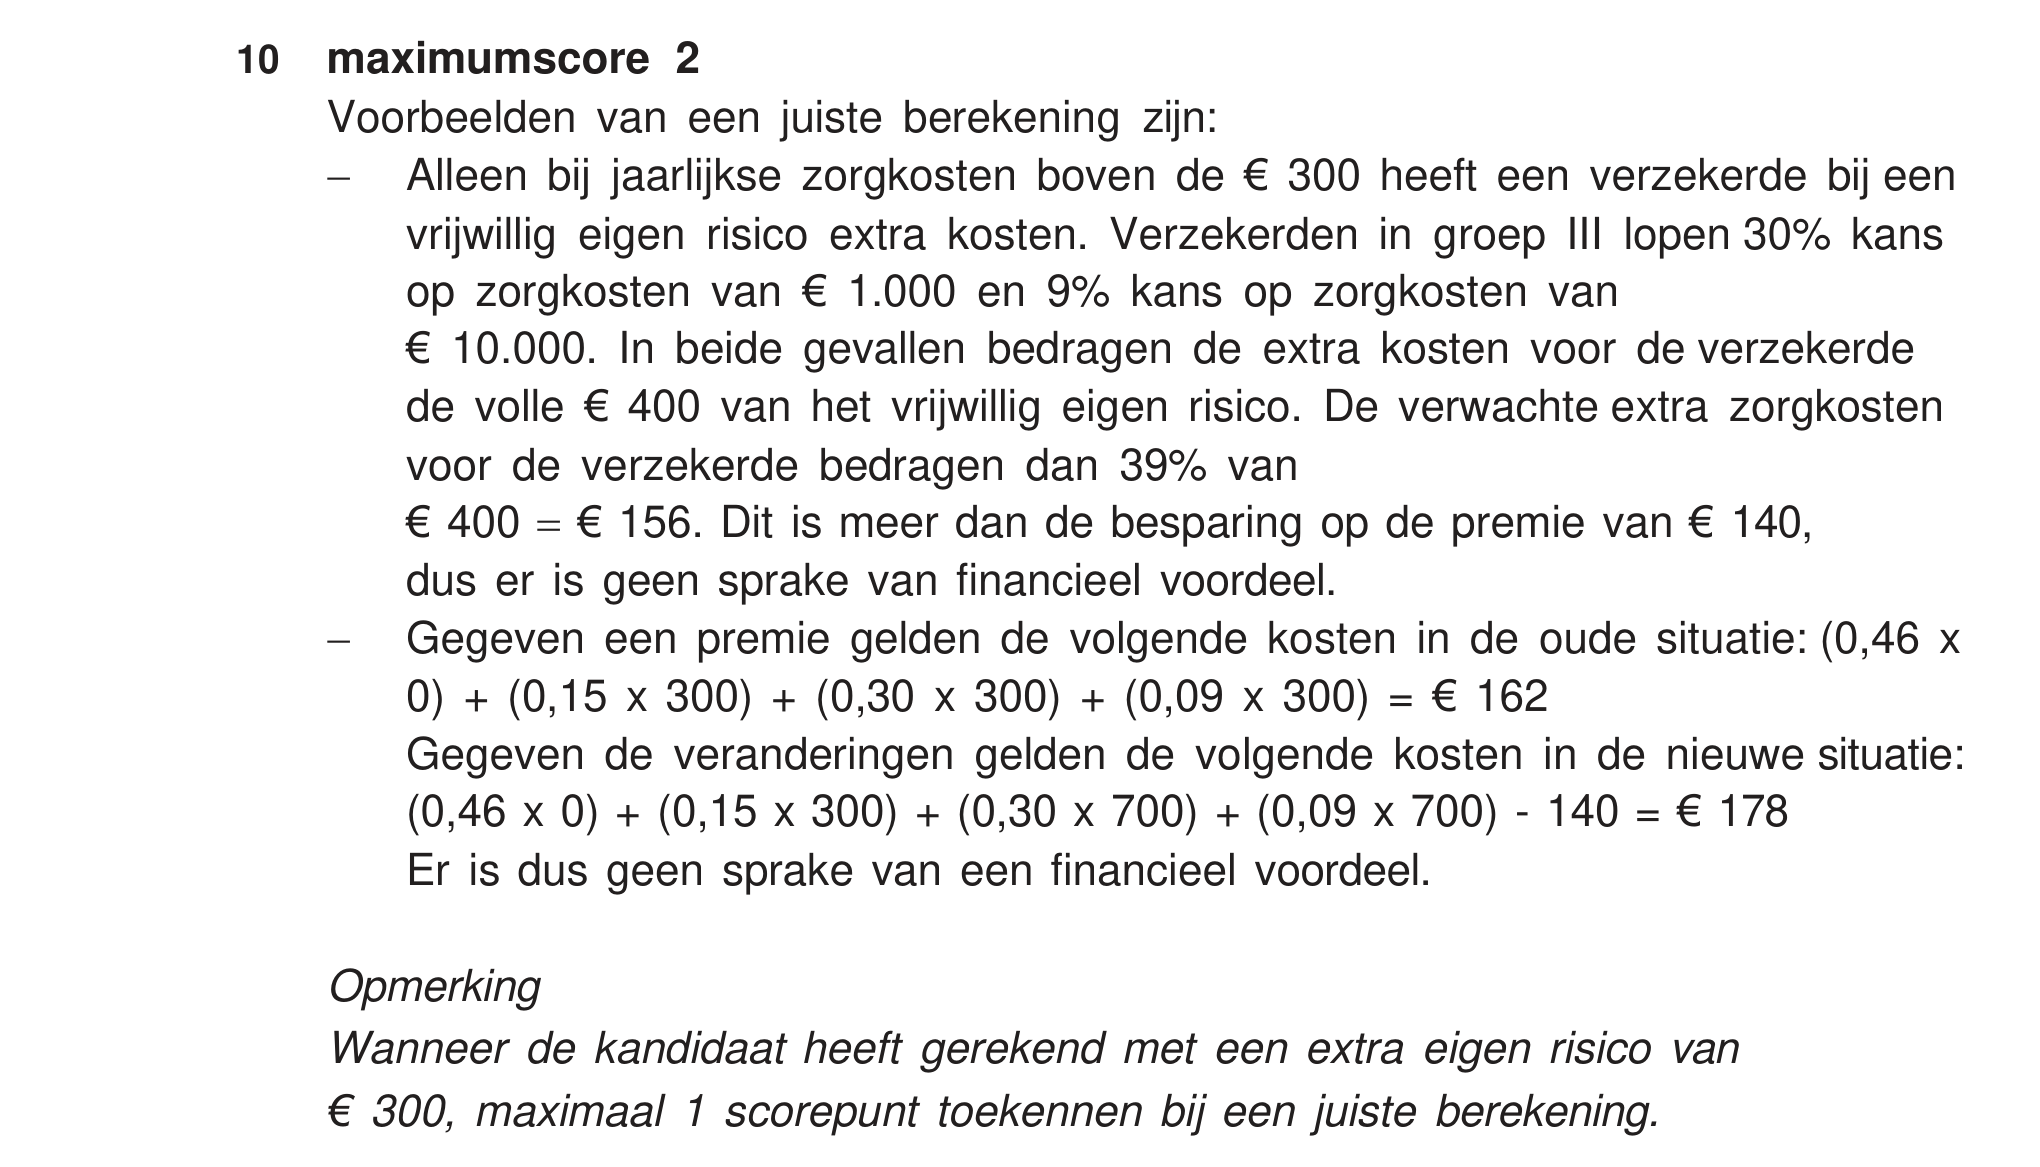 10 maximumscore 2
Voorbeelden van een juiste berekening zijn:
– Alleen bij jaarlijkse zorgkosten boven de € 300 heeft een verzekerde bij een
vrijwillig eigen risico extra kosten. Verzekerden in groep III lopen 30% kans
op zorgkosten van € 1.000 en 9% kans op zorgkosten van
€ 10.000. In beide gevallen bedragen de extra kosten voor de verzekerde
de volle € 400 van het vrijwillig eigen risico. De verwachte extra zorgkosten
voor de verzekerde bedragen dan 39% van
€ 400 = € 156. Dit is meer dan de besparing op de premie van € 140,
dus er is geen sprake van financieel voordeel.
– Gegeven een premie gelden de volgende kosten in de oude situatie: (0,46 x
0) + (0,15 x 300) + (0,30 x 300) + (0,09 x 300) = € 162
Gegeven de veranderingen gelden de volgende kosten in de nieuwe situatie:
(0,46 x 0) + (0,15 x 300) + (0,30 x 700) + (0,09 x 700) - 140 = € 178
Er is dus geen sprake van een financieel voordeel.
Opmerking
Wanneer de kandidaat heeft gerekend met een extra eigen risico van
€ 300, maximaal 1 scorepunt toekennen bij een juiste berekening.